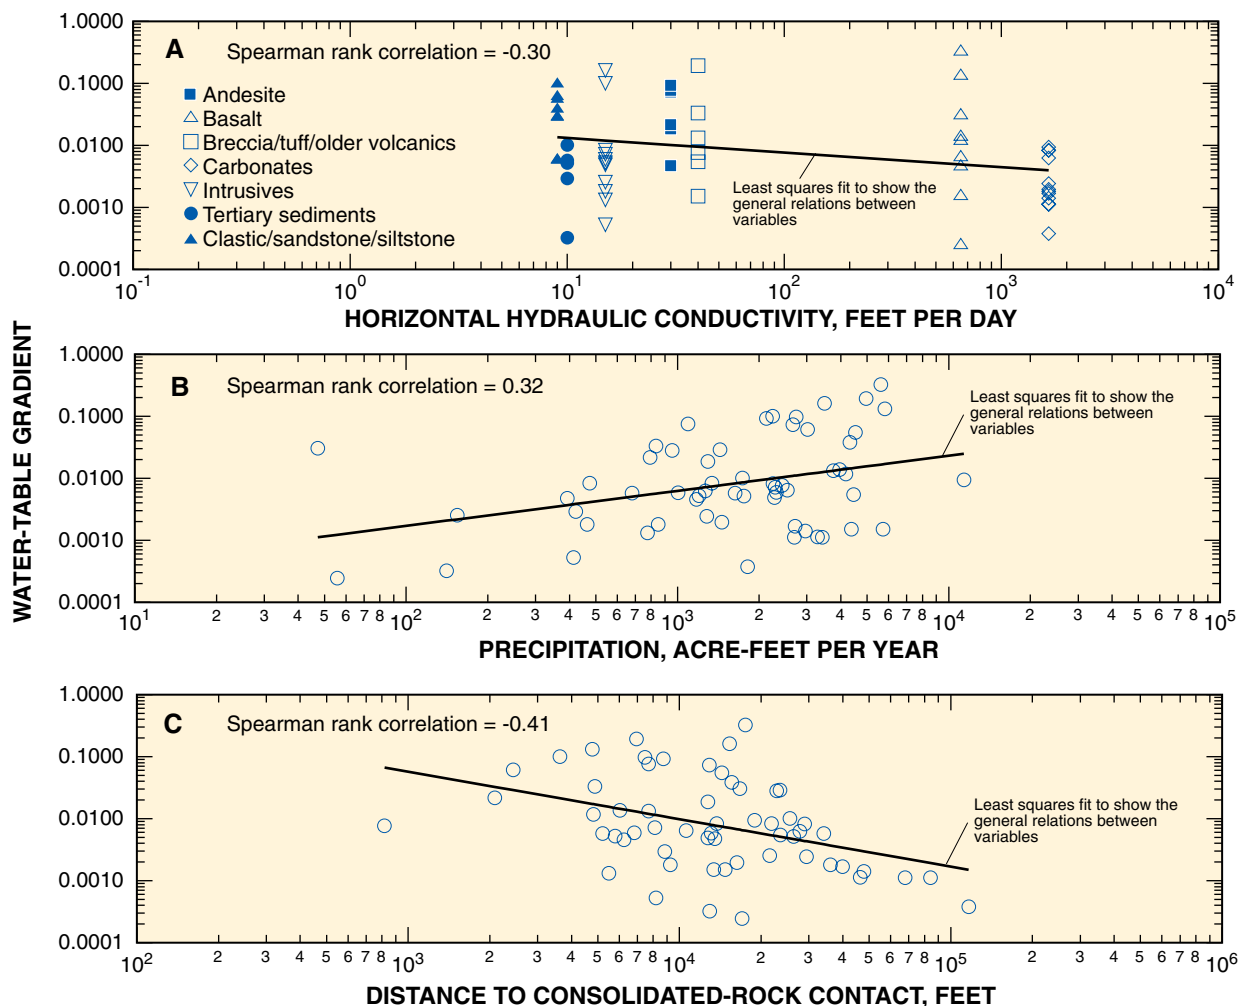 A
Spearman rank correlation = -0.30
Andesite
Basalt
Breccia/tuff/older volcanics
Carbonates
Intrusives
Tertiary sediments
Clastic/sandstone/siltstone
Least squares fit to show the
general relations between
variables
1.0000
0.1000
0.0100
0.0010
0.0001
10-1 100 101 102 103 104
HORIZONTAL HYDRAULIC CONDUCTIVITY, FEET PER DAY
WATER-TABLE GRADIENT
B
Spearman rank correlation = 0.32
Least squares fit to show the
general relations between
variables
1.0000
0.1000
0.0100
0.0010
0.0001
101 2 3 4 5 6 7 8 102 2 3 4 5 6 7 8 103 2 3 4 5 6 7 8 104 2 3 4 5 6 7 8 105
PRECIPITATION, ACRE-FEET PER YEAR
C
Spearman rank correlation = -0.41
Least squares fit to show the
general relations between
variables
1.0000
0.1000
0.0100
0.0010
0.0001
102 2 3 4 5 6 7 8 103 2 3 4 5 6 7 8 104 2 3 4 5 6 7 8 105 2 3 4 5 6 7 8 106
DISTANCE TO CONSOLIDATED-ROCK CONTACT, FEET